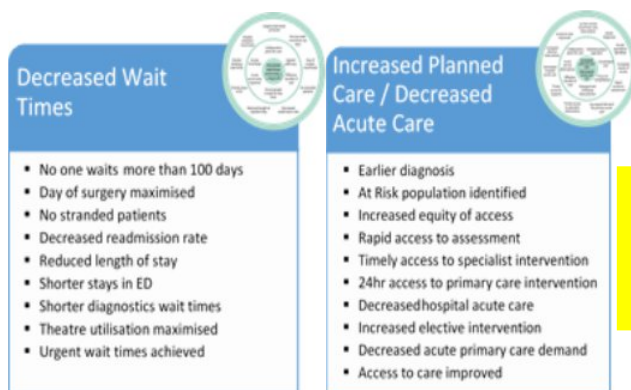 Decreased Wait
Times
No one waits more than 100 days
Day of surgery maximised
No stranded patients
Decreased readmission rate
Reduced length of stay
Shorter stays in ED
Shorter diagnostics wait times
Theatre utilisation maximised
Urgent wait times achieved
Increased Planned
Care / Decreased
Acute Care
Earlier diagnosis
At Risk population identified
Increased equity of access
Rapid access to assessment
Timely access to specialist intervention
24hr access to primary care intervention
Decreasedhospital acute care
Increased elective intervention
Decreased acute primary care demand
Access to care improved